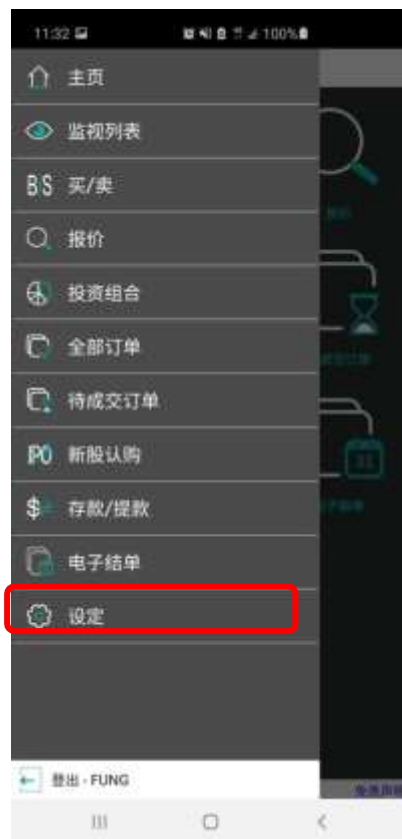 11:32 100%
主页
监视列表
BS 买/卖
报价
投资组合
全部订单
待成交订单
IPO 新股认购
$ 存款/提款
电子结单
设定
登出 - FUNG